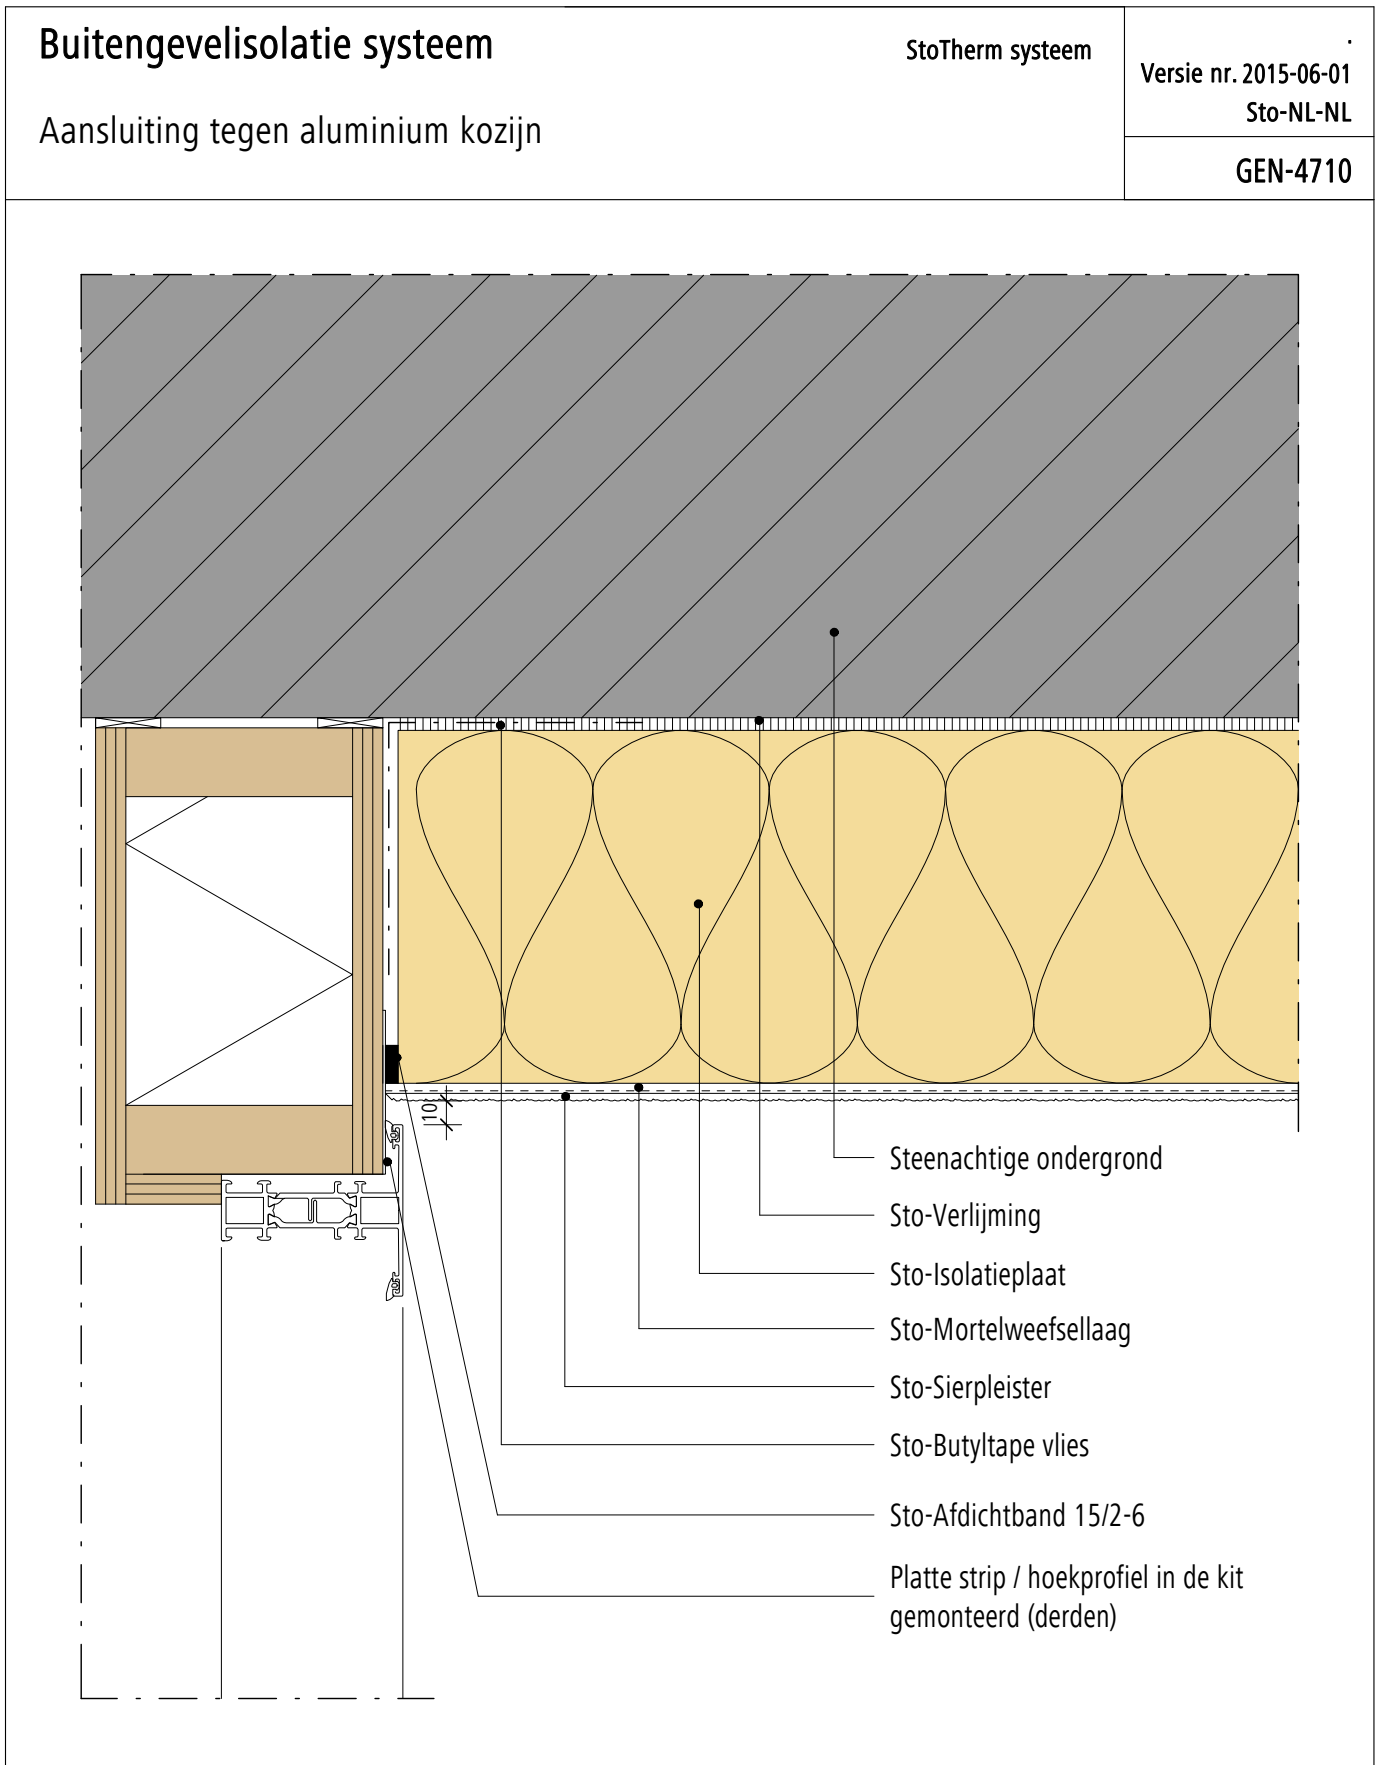 Buitengevelisolatie systeem
StoTherm systeem
.
Versie nr. 2015-06-01
Sto-NL-NL
Aansluiting tegen aluminium kozijn
GEN-4710
10
Steenachtige ondergrond
Sto-Verlijming
Sto-Isolatieplaat
Sto-Mortelweefsellaag
Sto-Sierpleister
Sto-Butyltape vlies
Sto-Afdichtband 15/2-6
Platte strip / hoekprofiel in de kit
gemonteerd (derden)